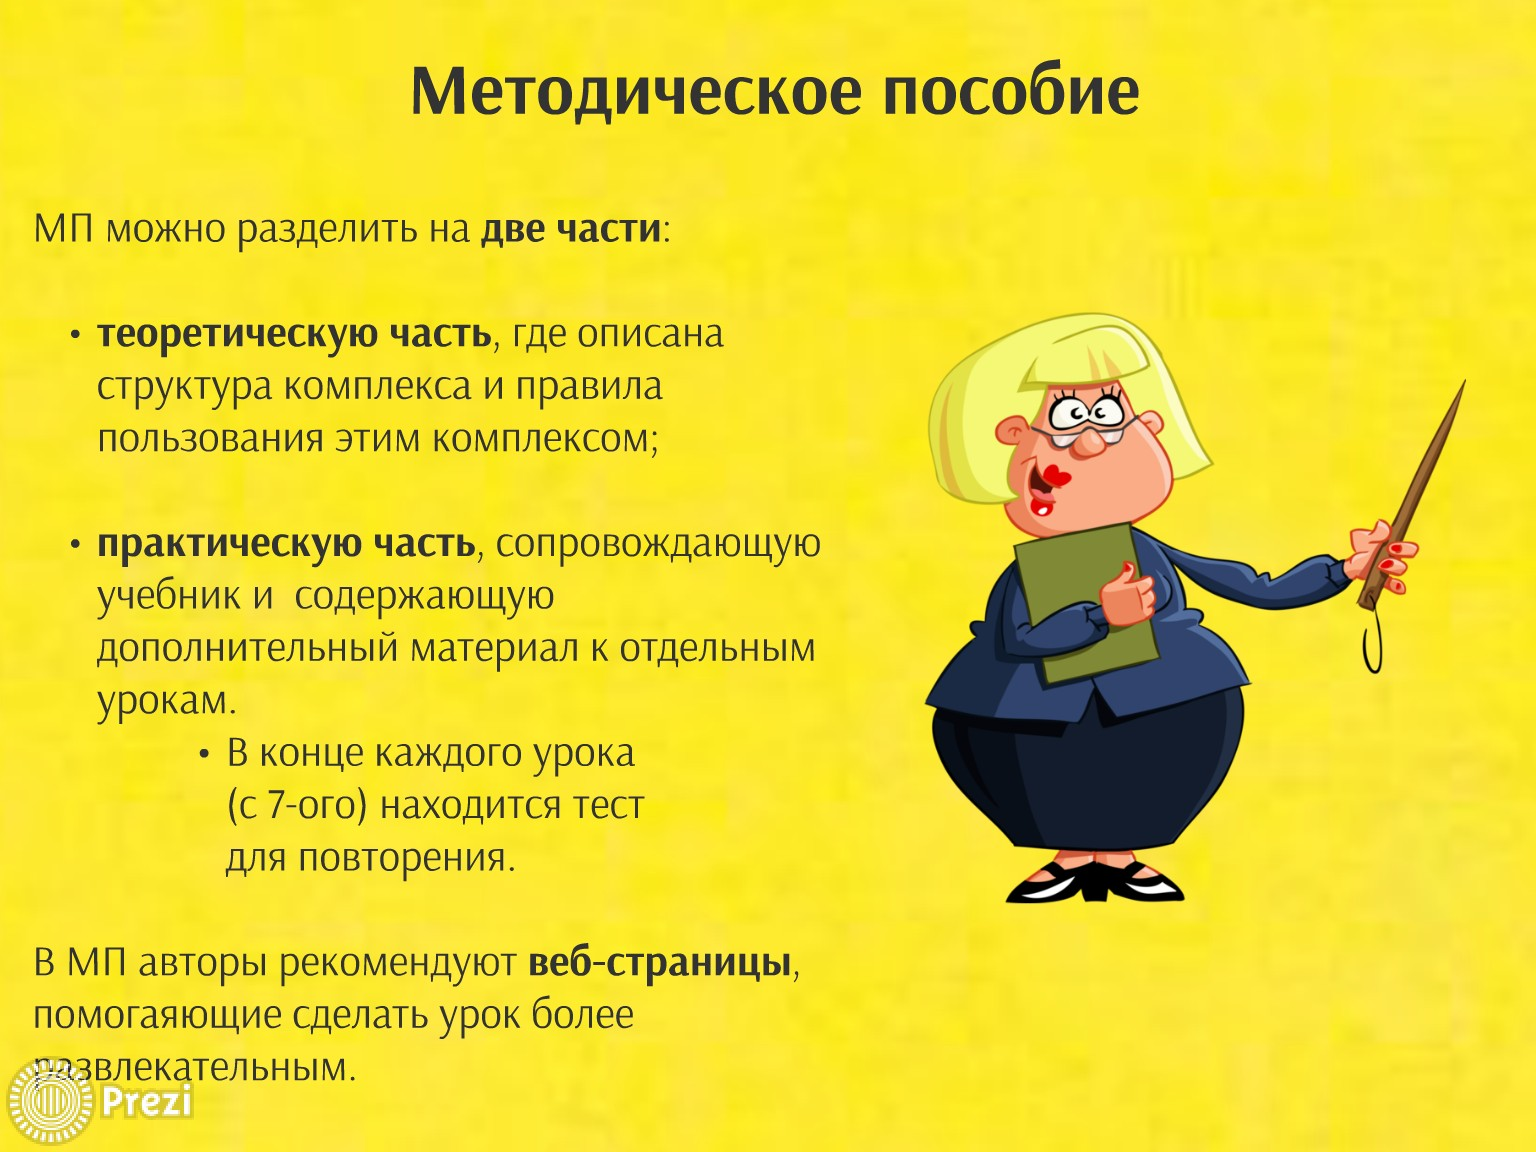 Методическое пособие
МП можно разделить на две части:
• теоретическую часть, где описана
структура комплекса и правила
пользования этим комплексом;
• практическую часть, сопровождающую
учебник и  содержающую
дополнительный материал к отдельным
урокам.
• В конце каждого урока
(с 7-ого) находится тест
для повторения.
В МП авторы рекомендуют веб-страницы,
помогаяющие сделать урок более
развлекательным.
Prezi